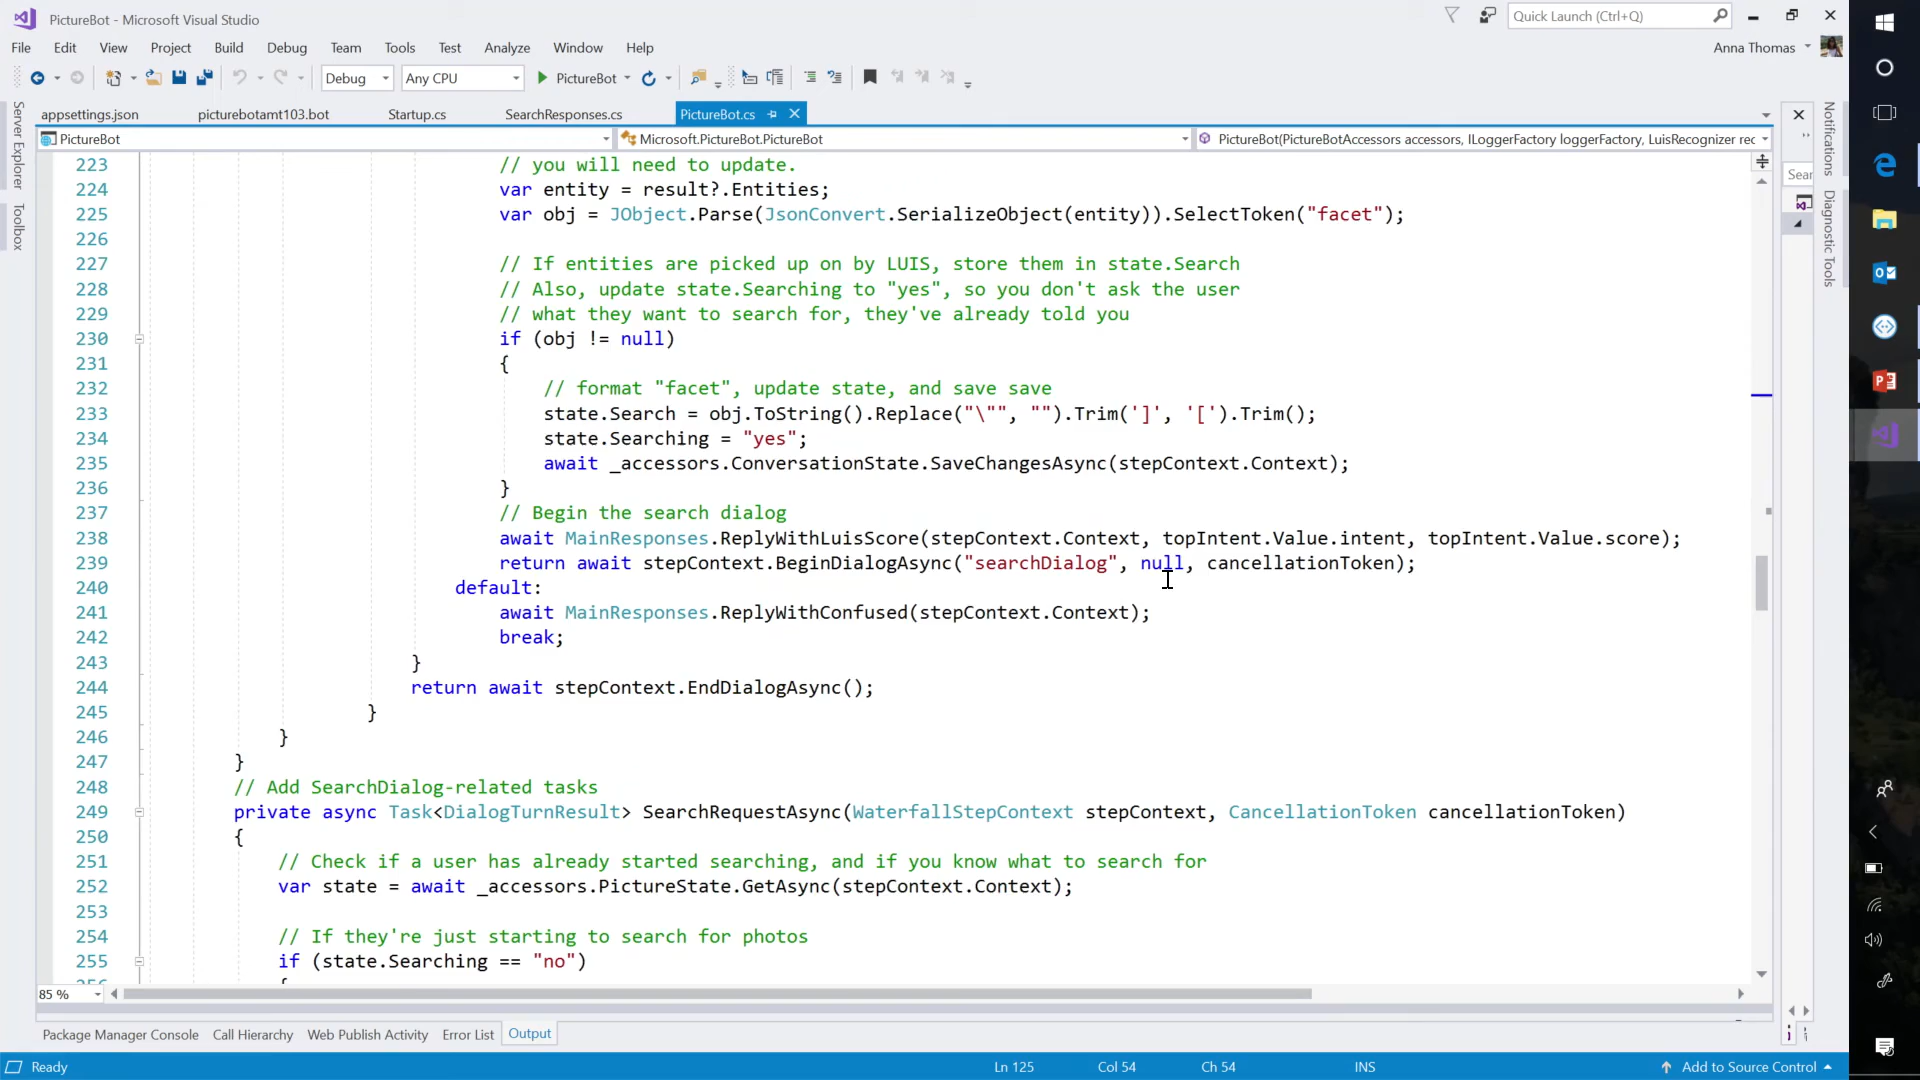 PictureBot - Microsoft Visual Studio
Quick Launch (Ctrl+Q)
File Edit View Project Build Debug Team Tools Test Analyze Window Help
Anna Thomas
Debug Any CPU PictureBot
appsettings.json picturebotamt103.bot Startup.cs SearchResponses.cs PictureBot.cs
PictureBot Microsoft.PictureBot.PictureBot PictureBot(PictureBotAccessors accessors, ILoggerFactory loggerFactory, LuisRecognizer rec
Server Explorer
Toolbox
Notifications
Diagnostic Tools
Sear
223 // you will need to update.
224 var entity = result?.Entities;
225 var obj = JObject.Parse(JsonConvert.SerializeObject(entity)).SelectToken("facet");
226
227 // If entities are picked up on by LUIS, store them in state.Search
228 // Also, update state.Searching to "yes", so you don't ask the user
229 // what they want to search for, they've already told you
230 if (obj != null)
231 {
232 // format "facet", update state, and save save
233 state.Search = obj.ToString().Replace("\"", "").Trim(']', '[').Trim();
234 state.Searching = "yes";
235 await _accessors.ConversationState.SaveChangesAsync(stepContext.Context);
236 }
237 // Begin the search dialog
238 await MainResponses.ReplyWithLuisScore(stepContext.Context, topIntent.Value.intent, topIntent.Value.score);
239 return await stepContext.BeginDialogAsync("searchDialog", null, cancellationToken);
240 default:
241 await MainResponses.ReplyWithConfused(stepContext.Context);
242 break;
243 }
244 return await stepContext.EndDialogAsync();
245 }
246 }
247 }
248 // Add SearchDialog-related tasks
249 private async Task<DialogTurnResult> SearchRequestAsync(WaterfallStepContext stepContext, CancellationToken cancellationToken)
250 {
251 // Check if a user has already started searching, and if you know what to search for
252 var state = await _accessors.PictureState.GetAsync(stepContext.Context);
253
254 // If they're just starting to search for photos
255 if (state.Searching == "no")
256 {
85 %
Package Manager Console Call Hierarchy Web Publish Activity Error List Output
Ready Ln 125 Col 54 Ch 54 INS Add to Source Control